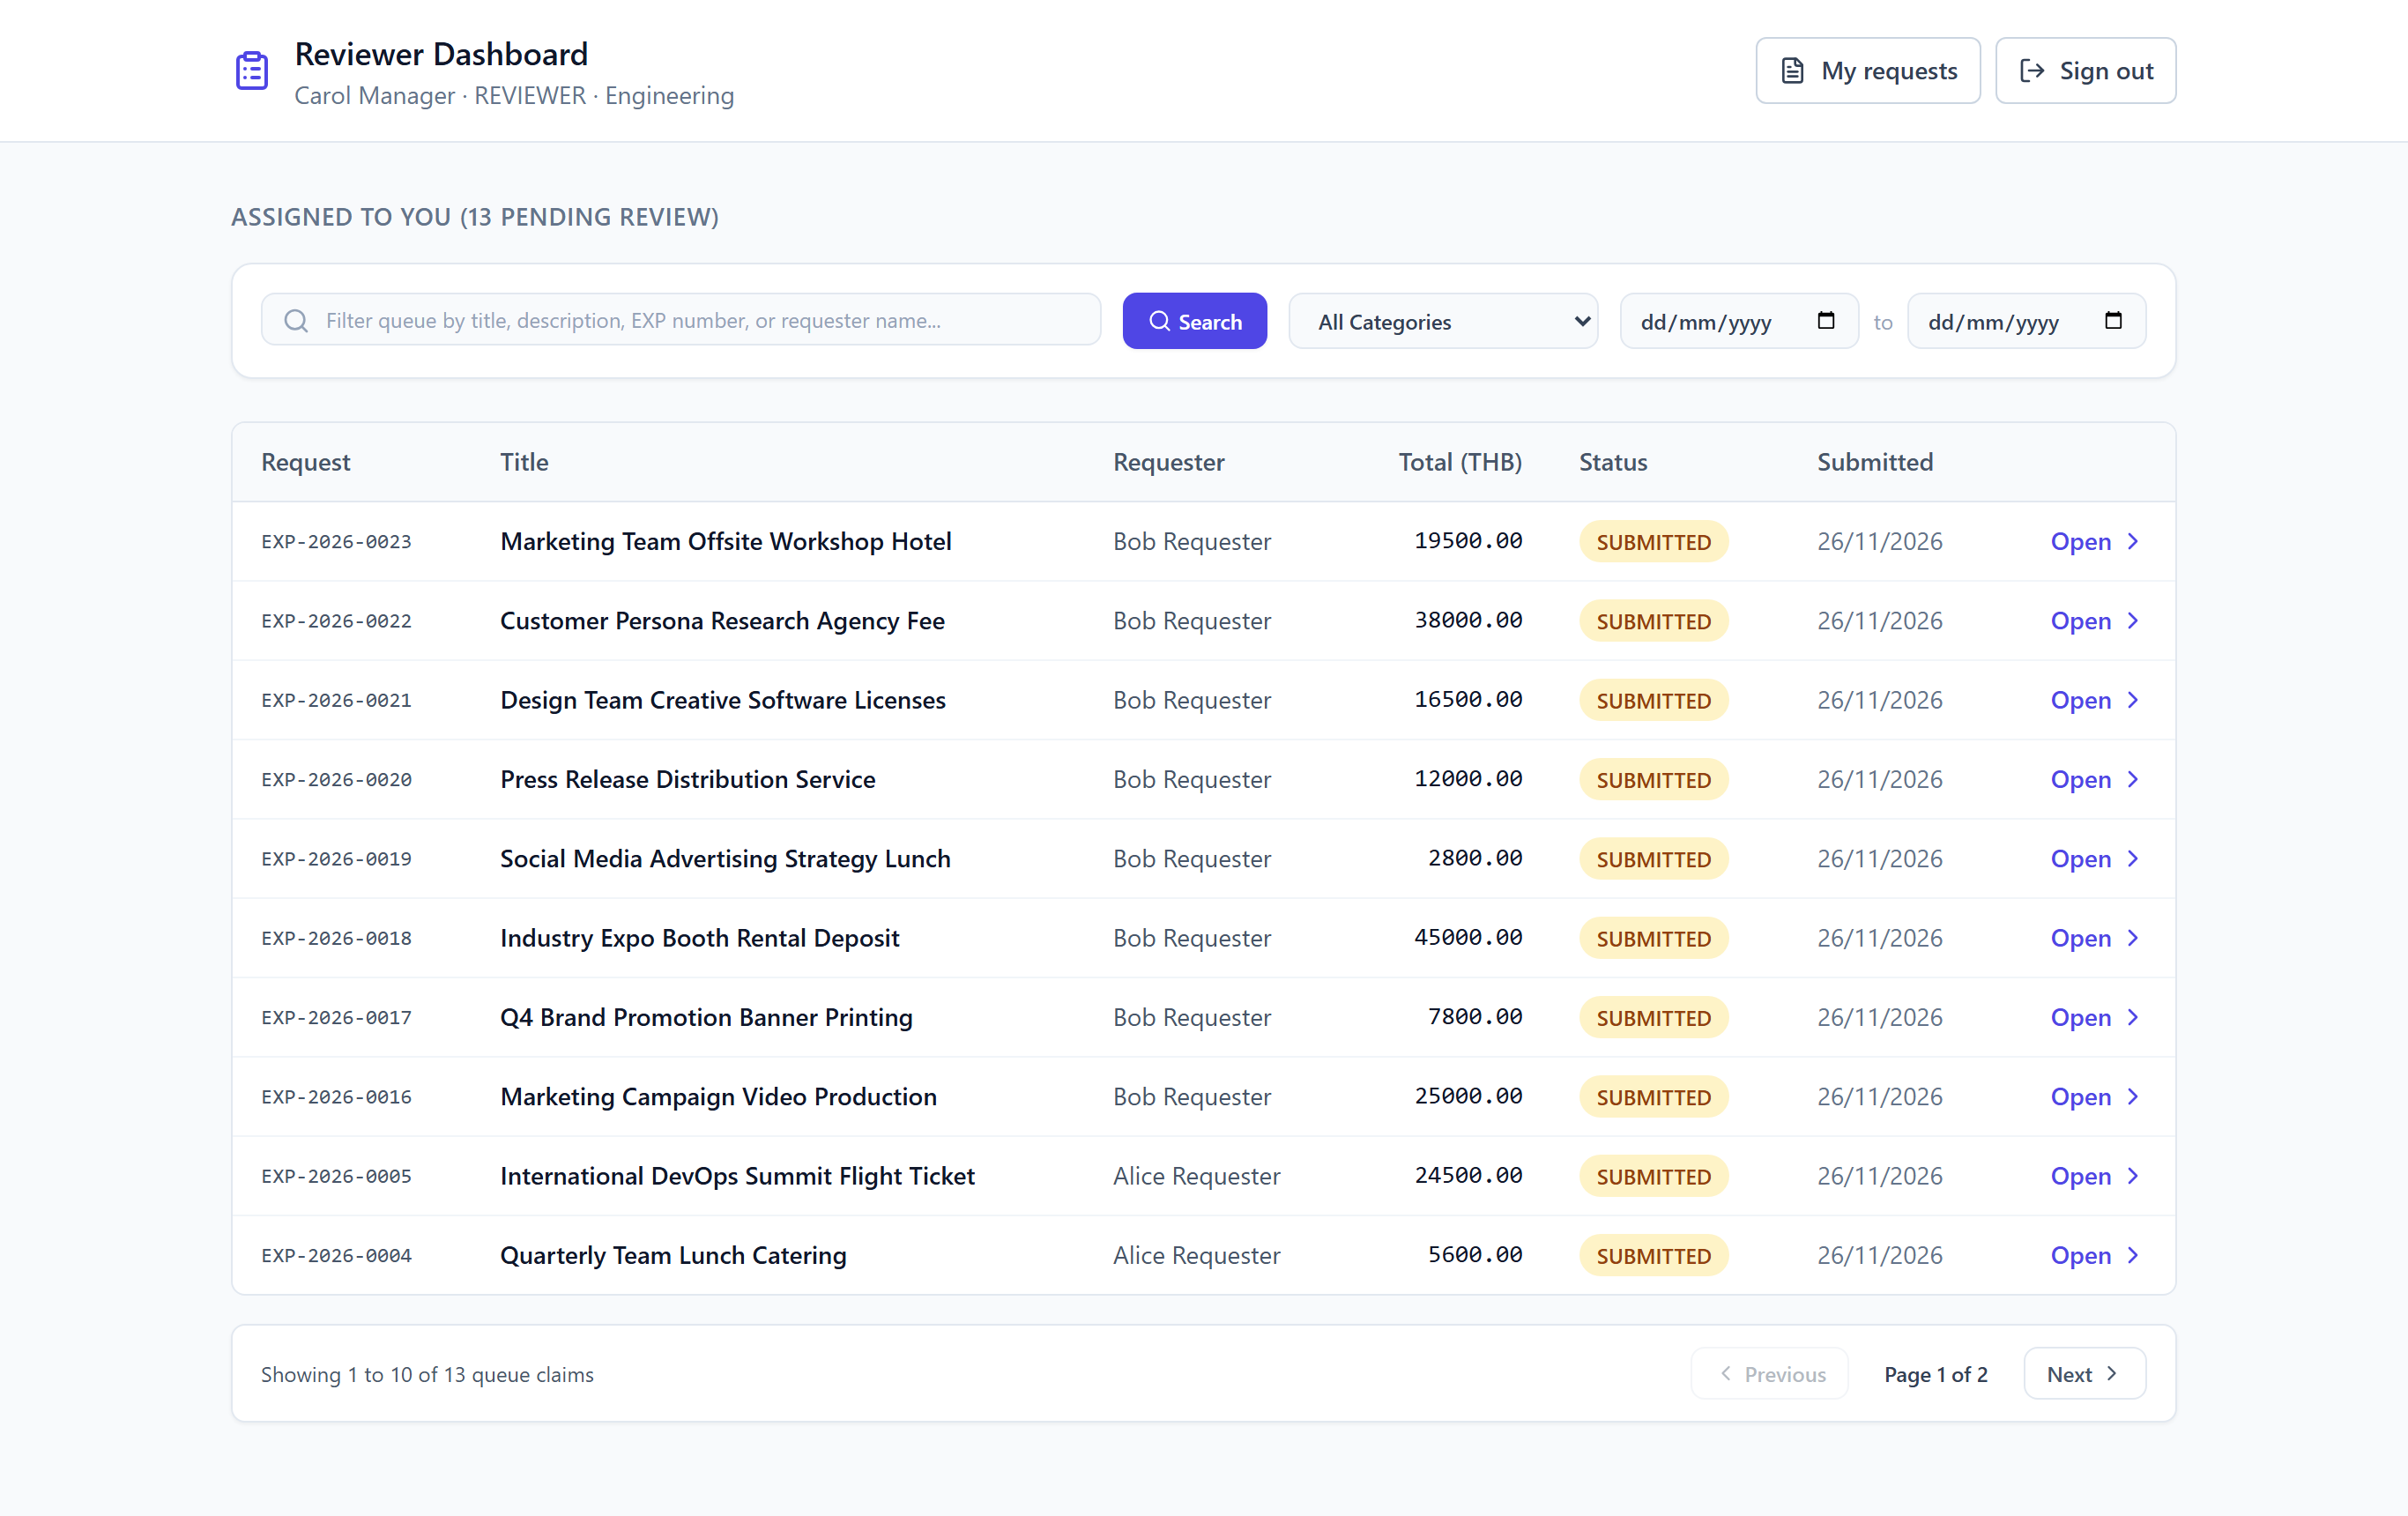 Reviewer Dashboard
Carol Manager · REVIEWER · Engineering
My requests
Sign out
ASSIGNED TO YOU (13 PENDING REVIEW)
Filter queue by title, description, EXP number, or requester name...
Search
All Categories
dd/mm/yyyy to dd/mm/yyyy
Request Title Requester Total (THB) Status Submitted
EXP-2026-0023 Marketing Team Offsite Workshop Hotel Bob Requester 19500.00 SUBMITTED 26/11/2026 Open
EXP-2026-0022 Customer Persona Research Agency Fee Bob Requester 38000.00 SUBMITTED 26/11/2026 Open
EXP-2026-0021 Design Team Creative Software Licenses Bob Requester 16500.00 SUBMITTED 26/11/2026 Open
EXP-2026-0020 Press Release Distribution Service Bob Requester 12000.00 SUBMITTED 26/11/2026 Open
EXP-2026-0019 Social Media Advertising Strategy Lunch Bob Requester 2800.00 SUBMITTED 26/11/2026 Open
EXP-2026-0018 Industry Expo Booth Rental Deposit Bob Requester 45000.00 SUBMITTED 26/11/2026 Open
EXP-2026-0017 Q4 Brand Promotion Banner Printing Bob Requester 7800.00 SUBMITTED 26/11/2026 Open
EXP-2026-0016 Marketing Campaign Video Production Bob Requester 25000.00 SUBMITTED 26/11/2026 Open
EXP-2026-0005 International DevOps Summit Flight Ticket Alice Requester 24500.00 SUBMITTED 26/11/2026 Open
EXP-2026-0004 Quarterly Team Lunch Catering Alice Requester 5600.00 SUBMITTED 26/11/2026 Open
Showing 1 to 10 of 13 queue claims
Previous Page 1 of 2 Next